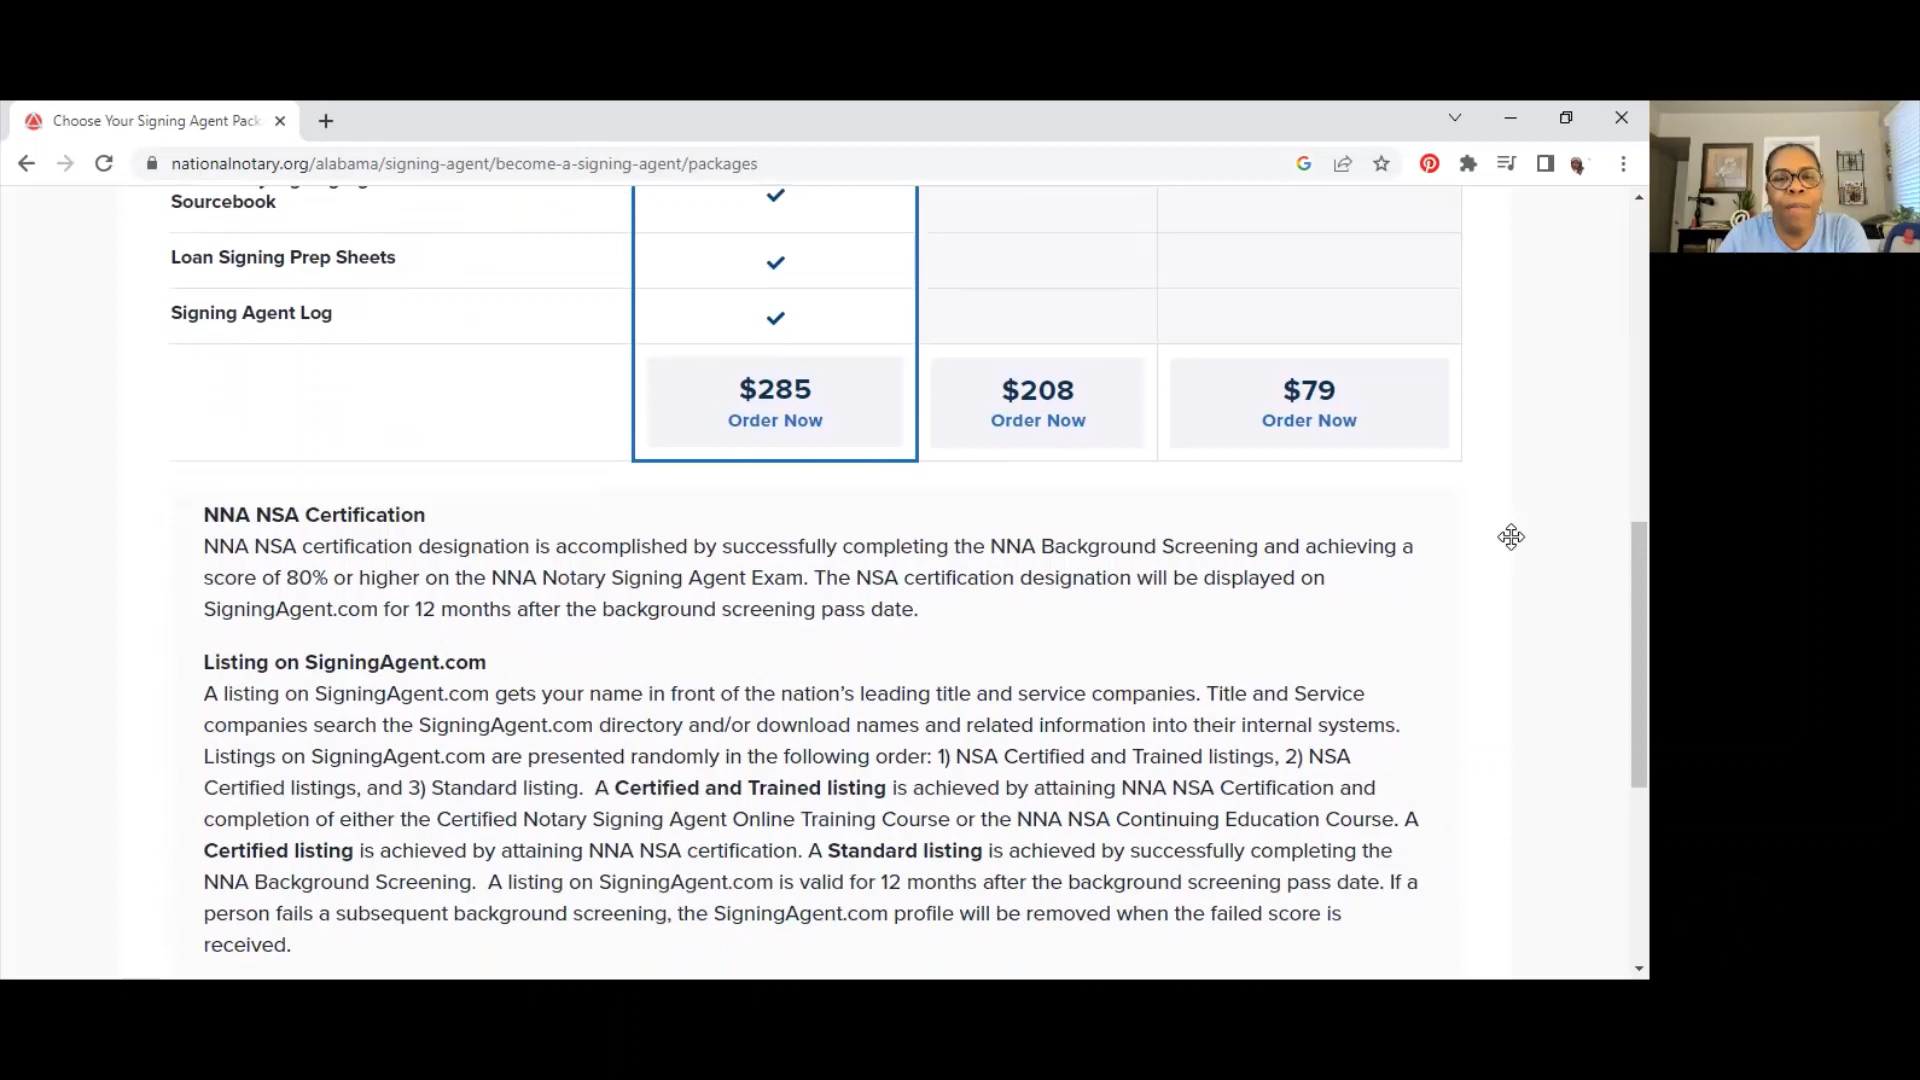 Choose Your Signing Agent Pack
nationalnotary.org/alabama/signing-agent/become-a-signing-agent/packages
Sourcebook
Loan Signing Prep Sheets
Signing Agent Log
$285 $208 $79
Order Now Order Now Order Now
NNA NSA Certification
NNA NSA certification designation is accomplished by successfully completing the NNA Background Screening and achieving a
score of 80% or higher on the NNA Notary Signing Agent Exam. The NSA certification designation will be displayed on
SigningAgent.com for 12 months after the background screening pass date.
Listing on SigningAgent.com
A listing on SigningAgent.com gets your name in front of the nation’s leading title and service companies. Title and Service
companies search the SigningAgent.com directory and/or download names and related information into their internal systems.
Listings on SigningAgent.com are presented randomly in the following order: 1) NSA Certified and Trained listings, 2) NSA
Certified listings, and 3) Standard listing. A Certified and Trained listing is achieved by attaining NNA NSA Certification and
completion of either the Certified Notary Signing Agent Online Training Course or the NNA NSA Continuing Education Course. A
Certified listing is achieved by attaining NNA NSA certification. A Standard listing is achieved by successfully completing the
NNA Background Screening. A listing on SigningAgent.com is valid for 12 months after the background screening pass date. If a
person fails a subsequent background screening, the SigningAgent.com profile will be removed when the failed score is
received.